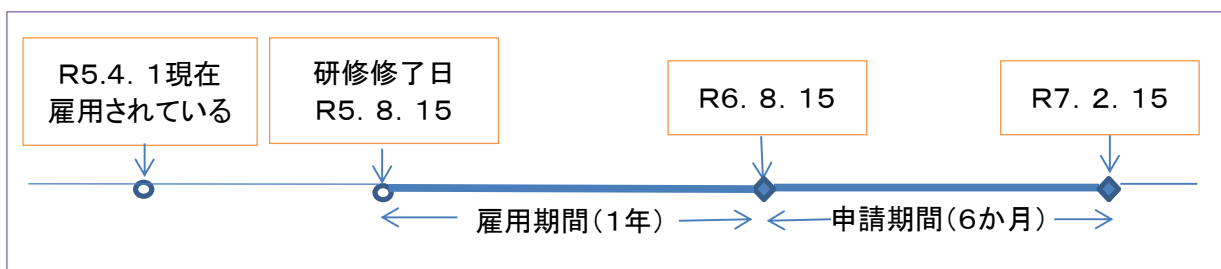 R5.4．1現在
雇用されている
研修修了日
R5．8．15
R6．8．15
R7．2．15
雇用期間（1年）
申請期間（6か月）